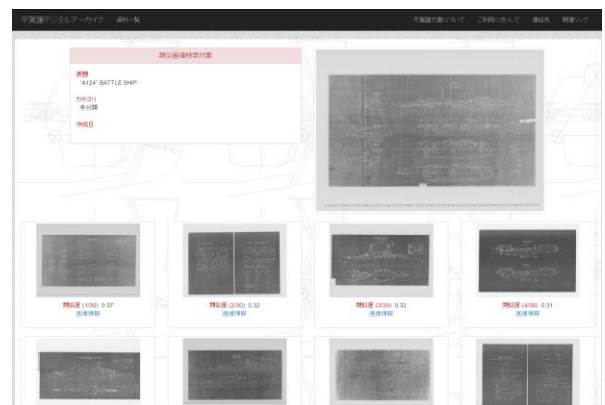 平賀譲デジタルアーカイブ 資料一覧 平賀譲文書について ご利用において 連絡先 関連リンク
類似画像検索対象
表題
"A124" BATTLE SHIP
カテゴリ
未分類
作成日
類似度 (1/30) 0.37
画像情報
類似度 (2/30) 0.32
画像情報
類似度 (3/30) 0.32
画像情報
類似度 (4/30) 0.31
画像情報